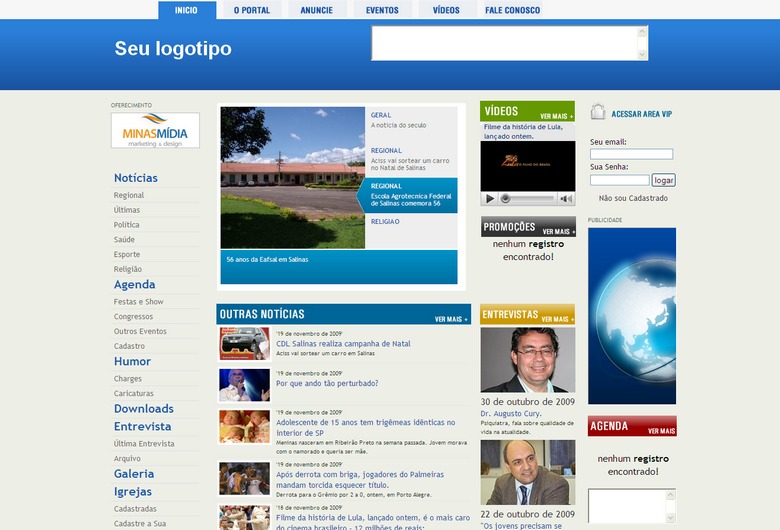 INICIO
O PORTAL
ANUNCIE
EVENTOS
VÍDEOS
FALE CONOSCO
Seu logotipo
OFERECIMENTO
MINASMÍDIA
marketing & design
Notícias
Regional
Últimas
Política
Saúde
Esporte
Religião
Agenda
Festas e Show
Congressos
Outros Eventos
Cadastro
Humor
Charges
Caricaturas
Downloads
Entrevista
Última Entrevista
Arquivo
Galeria
Igrejas
Cadastradas
Cadastre a Sua
GERAL
A noticia do seculo
REGIONAL
Aciss vai sortear um carro
no Natal de Salinas
REGIONAL
Escola Agrotecnica Federal
de Salinas comemora 56
RELIGIAO
56 anos da Eafsal em Salinas
OUTRAS NOTÍCIAS
VER MAIS +
'19 de novembro de 2009'
CDL Salinas realiza campanha de Natal
Aciss vai sortear um carro em Salinas
'19 de novembro de 2009'
Por que ando tão perturbado?
'19 de novembro de 2009'
Adolescente de 15 anos tem trigêmeas idênticas no
interior de SP
Meninas nasceram em Ribeirão Preto na semana passada. Jovem morava
com o namorado e queria ser mãe.
'19 de novembro de 2009'
Após derrota com briga, jogadores do Palmeiras
mandam torcida esquecer título.
Derrota para o Grêmio por 2 a 0, ontem, em Porto Alegre.
'18 de novembro de 2009'
Filme da história de Lula, lançado ontem, é o mais caro
do cinema brasileiro - 12 milhões de reais;
VÍDEOS
VER MAIS +
Filme da história de Lula,
lançado ontem.
PROMOÇÕES
VER MAIS +
nenhum registro
encontrado!
ENTREVISTAS
VER MAIS +
30 de outubro de 2009
Dr. Augusto Cury.
Psiquiatra, fala sobre qualidade de
vida na atualidade.
22 de outubro de 2009
"Os jovens precisam se
ACESSAR AREA VIP
Seu email:
Sua Senha:
logar
Não sou Cadastrado
PUBLICIDADE
AGENDA
VER MAIS
nenhum registro
encontrado!